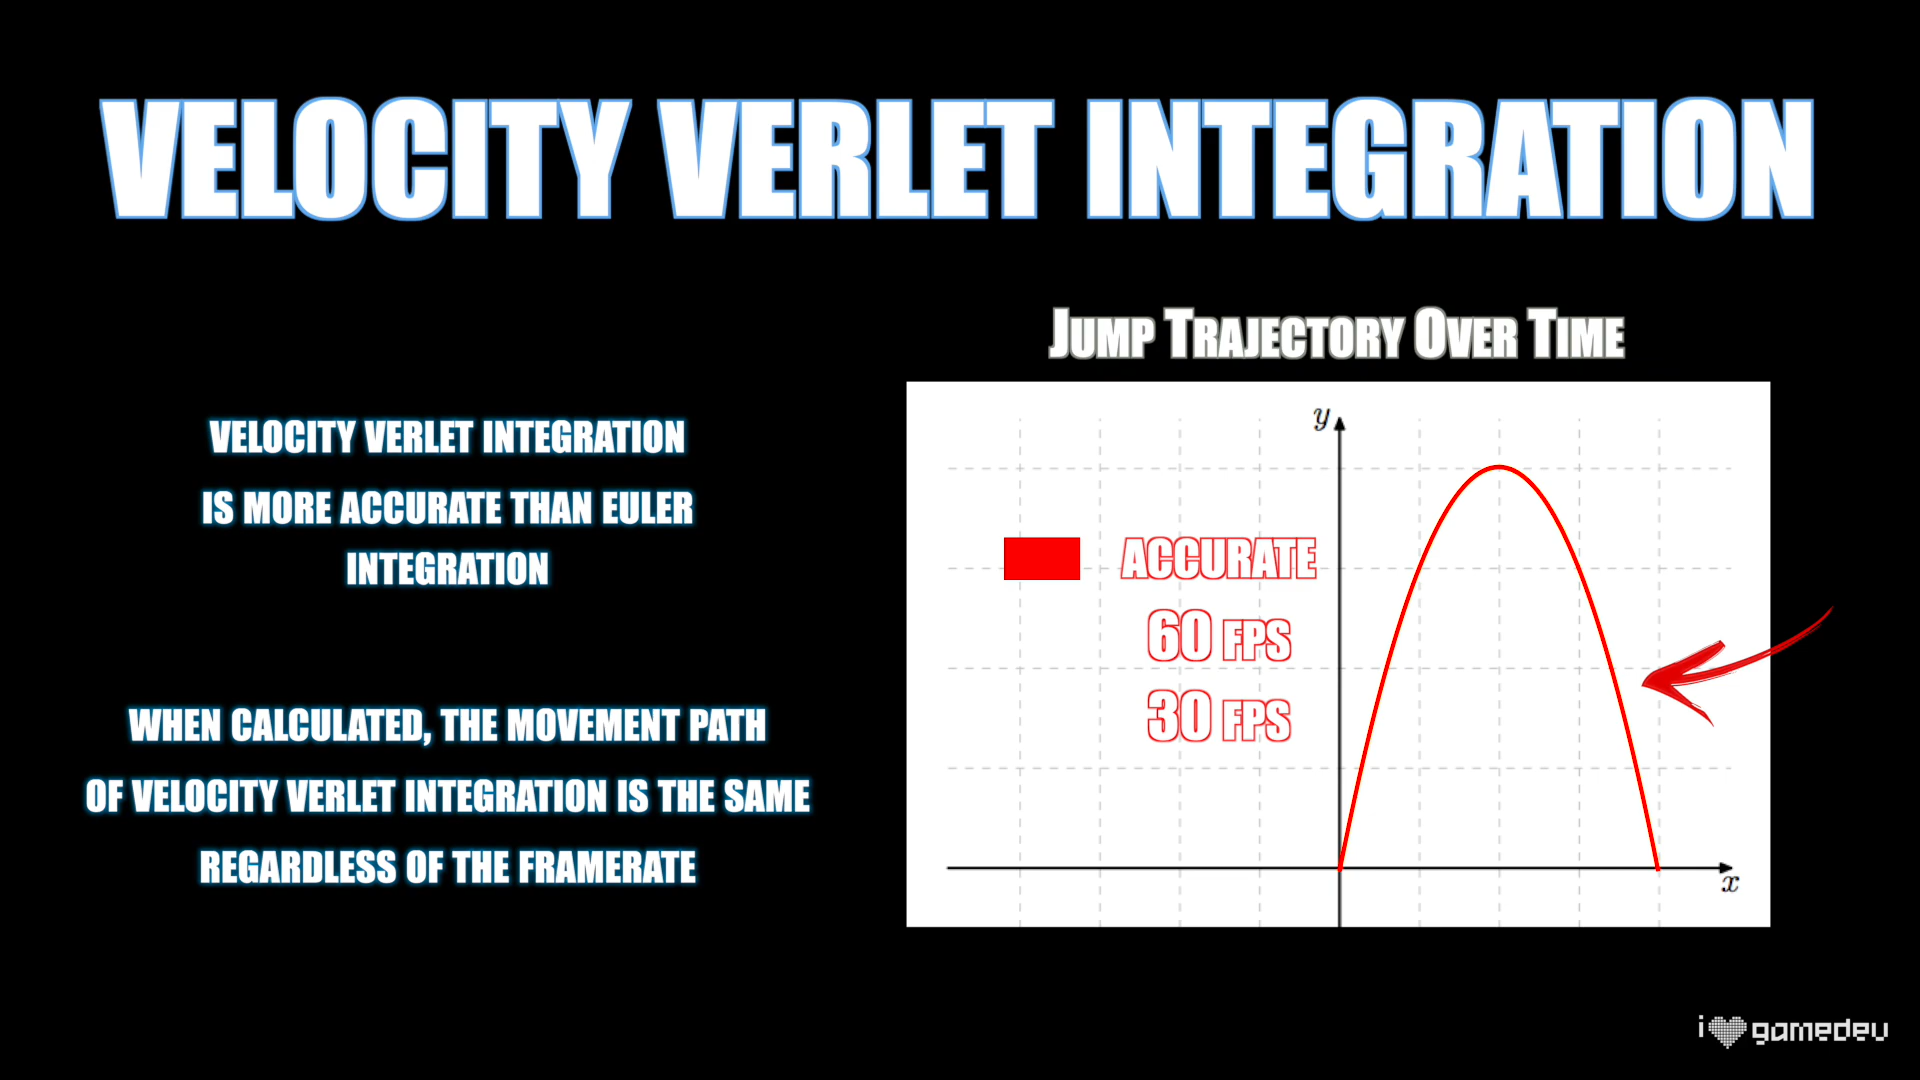 VELOCITY VERLET INTEGRATION
VELOCITY VERLET INTEGRATION
IS MORE ACCURATE THAN EULER
INTEGRATION
WHEN CALCULATED, THE MOVEMENT PATH
OF VELOCITY VERLET INTEGRATION IS THE SAME
REGARDLESS OF THE FRAMERATE
JUMP TRAJECTORY OVER TIME
y
ACCURATE
60 FPS
30 FPS
x
i gamedev